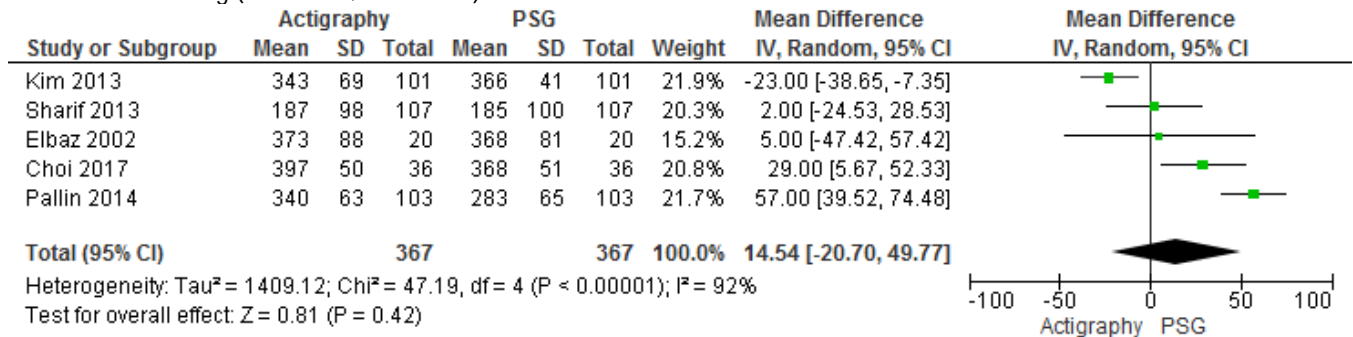 Actigraphy PSG Mean Difference Mean Difference
Study or Subgroup Mean SD Total Mean SD Total Weight IV, Random, 95% CI IV, Random, 95% CI
Kim 2013 343 69 101 366 41 101 21.9% -23.00 [-38.65, -7.35]
Sharif 2013 187 98 107 185 100 107 20.3% 2.00 [-24.53, 28.53]
Elbaz 2002 373 88 20 368 81 20 15.2% 5.00 [-47.42, 57.42]
Choi 2017 397 50 36 368 51 36 20.8% 29.00 [5.67, 52.33]
Pallin 2014 340 63 103 283 65 103 21.7% 57.00 [39.52, 74.48]
Total (95% CI) 367 367 100.0% 14.54 [-20.70, 49.77]
Heterogeneity: Tau² = 1409.12; Chi² = 47.19, df = 4 (P < 0.00001); I² = 92%
Test for overall effect: Z = 0.81 (P = 0.42)
-100 -50 0 50 100
Actigraphy PSG